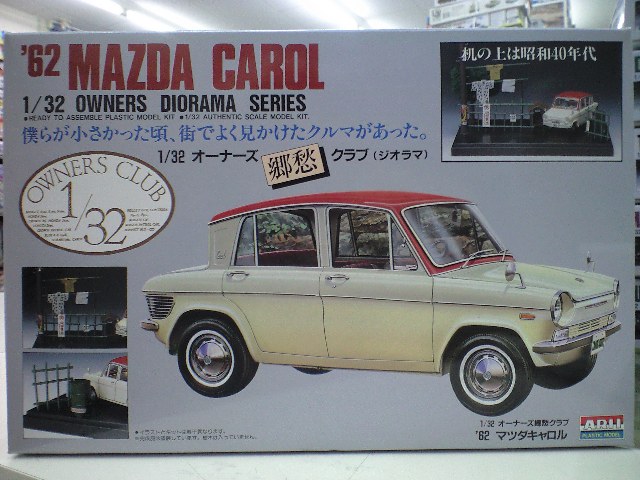 '62 MAZDA CAROL
1/32 OWNERS DIORAMA SERIES
●READY TO ASSEMBLE PLASTIC MODEL KIT ●1/32 AUTHENTIC SCALE MODEL KIT.
僕らが小さかった頃、街でよく見かけたクルマがあった。
1/32 オーナーズ 郷愁 クラブ(ジオラマ)
机の上は昭和40年代
OWNERS CLUB
1/32
1/32 オーナーズ郷愁クラブ
'62 マツダキャロル
ARII
PLASTIC MODEL